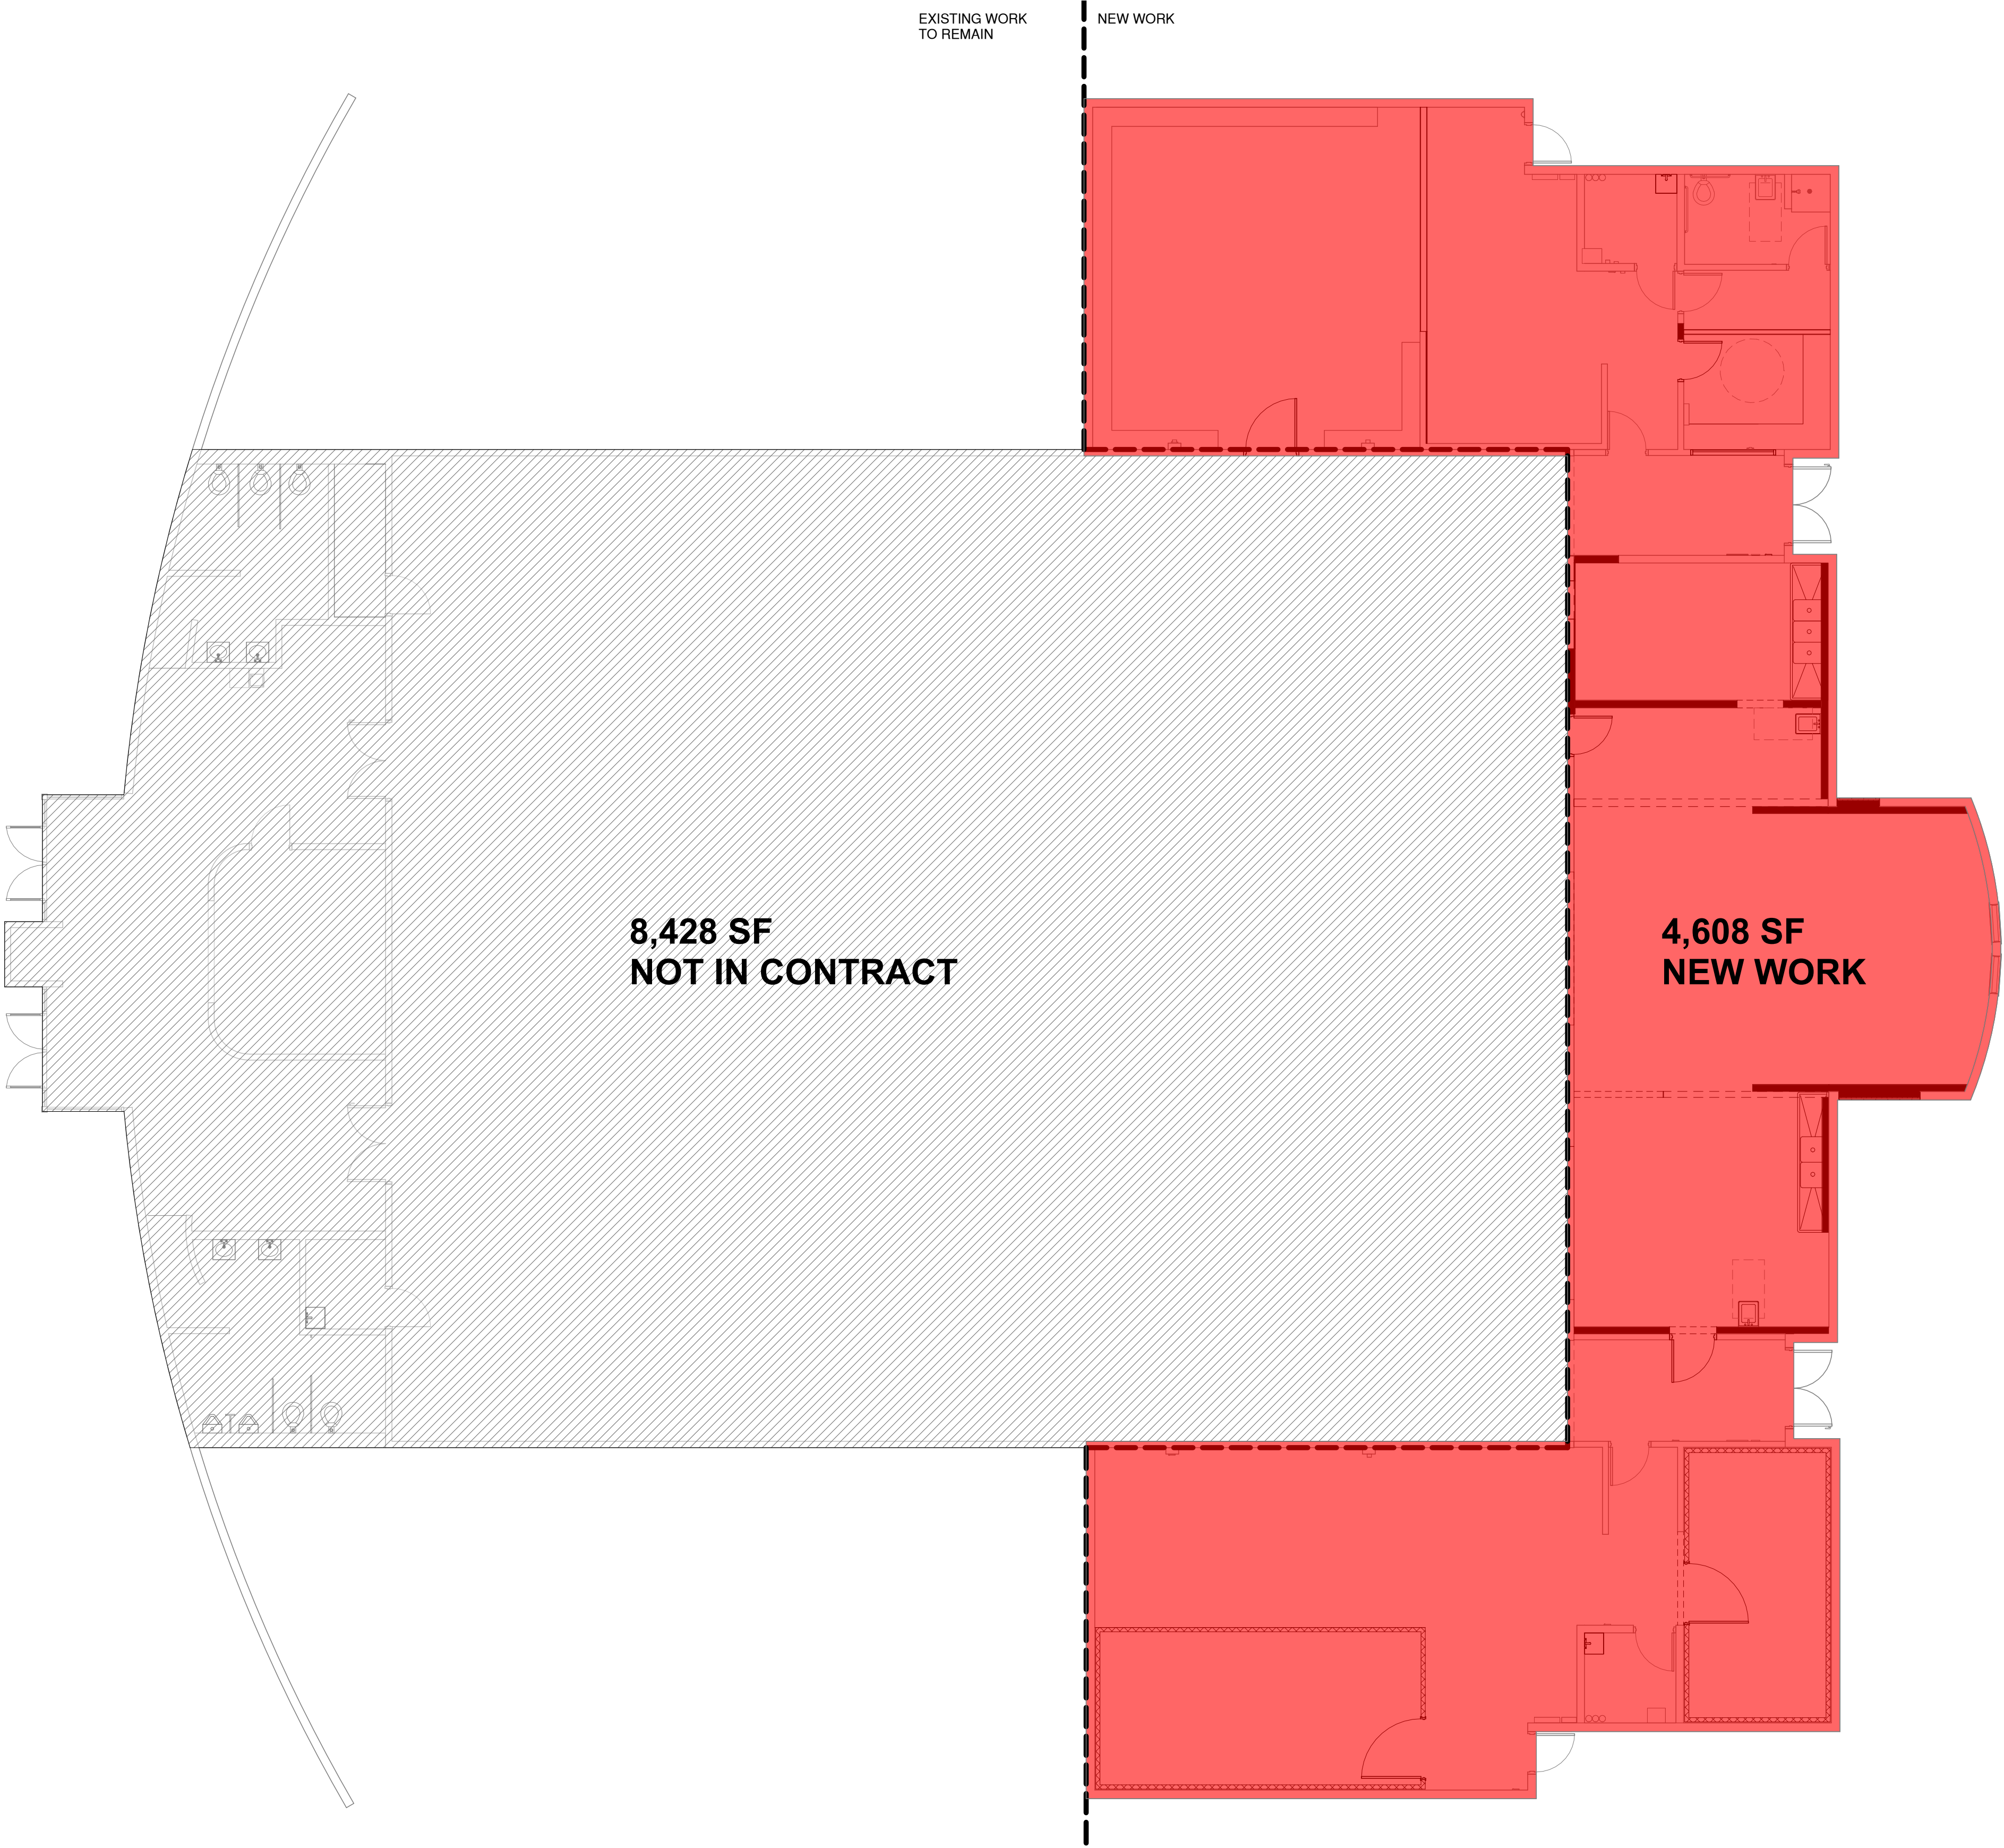 EXISTING WORK
TO REMAIN
NEW WORK
8,428 SF
NOT IN CONTRACT
4,608 SF
NEW WORK